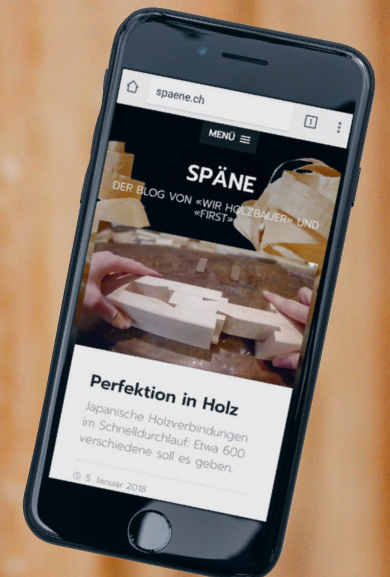 spaene.ch
1
MENÜ
SPÄNE
DER BLOG VON «WIR HOLZBAUER» UND
«FIRST»
Perfektion in Holz
Japanische Holzverbindungen
im Schnelldurchlauf: Etwa 600
verschiedene soll es geben.
5. Januar 2018